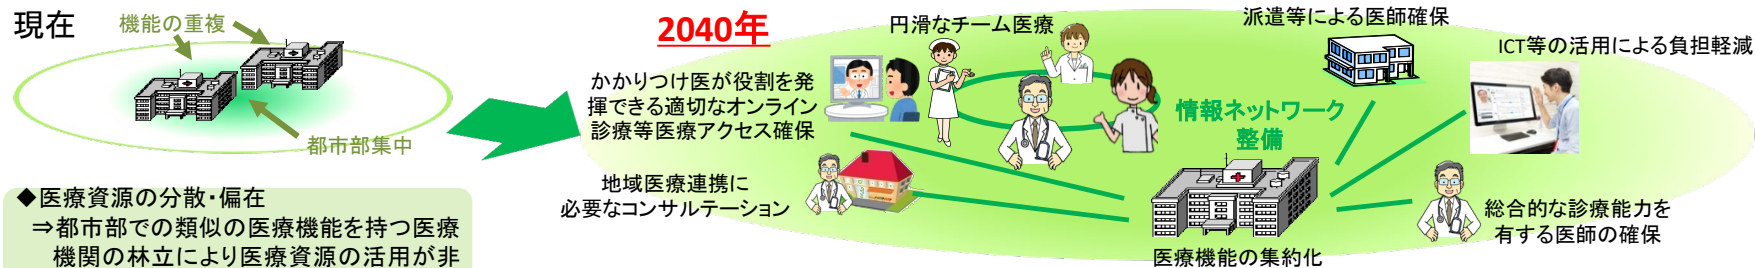 現在
機能の重複
都市部集中
◆医療資源の分散・偏在
⇒都市部での類似の医療機能を持つ医療
機関の林立により医療資源の活用が非
2040年
円滑なチーム医療
派遣等による医師確保
ICT等の活用による負担軽減
かかりつけ医が役割を発
揮できる適切なオンライン
診療等医療アクセス確保
情報ネットワーク
整備
地域医療連携に
必要なコンサルテーション
総合的な診療能力を
有する医師の確保
医療機能の集約化